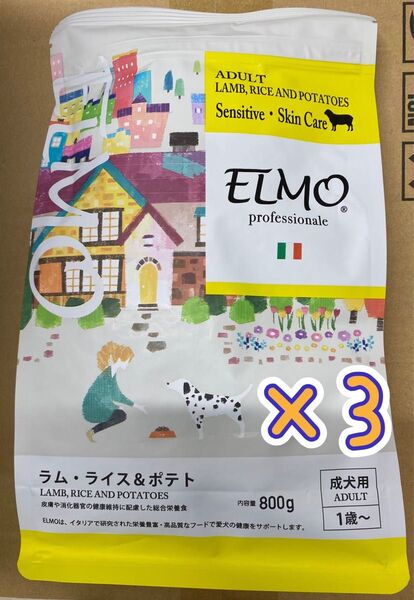 ELMO
ADULT
LAMB, RICE AND POTATOES
Sensitive・Skin Care
ELMO®
professionale
×3
ラム・ライス&ポテト
LAMB, RICE AND POTATOES
皮膚や消化器官の健康維持に配慮した総合栄養食
内容量 800g
ELMOは、イタリアで研究された栄養豊富・高品質なフードで愛犬の健康をサポートします。
成犬用
ADULT
1歳～